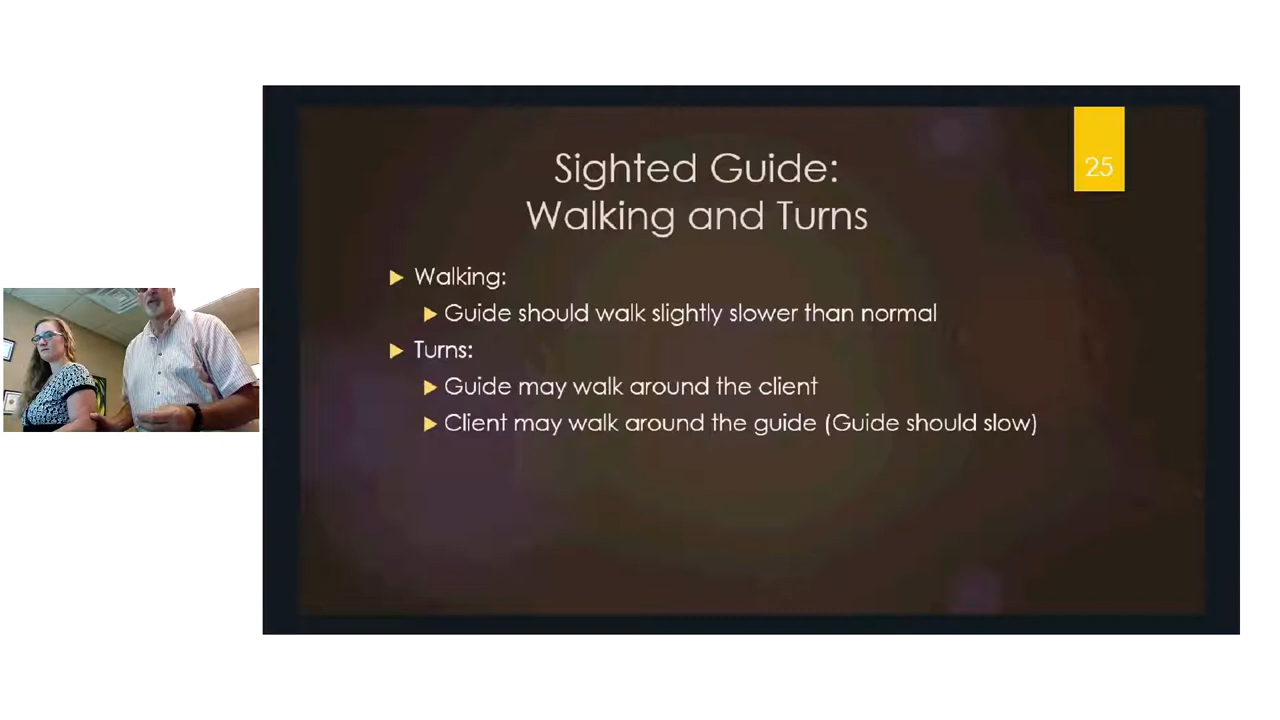 25
Sighted Guide:
Walking and Turns
Walking:
Guide should walk slightly slower than normal
Turns:
Guide may walk around the client
Client may walk around the guide (Guide should slow)